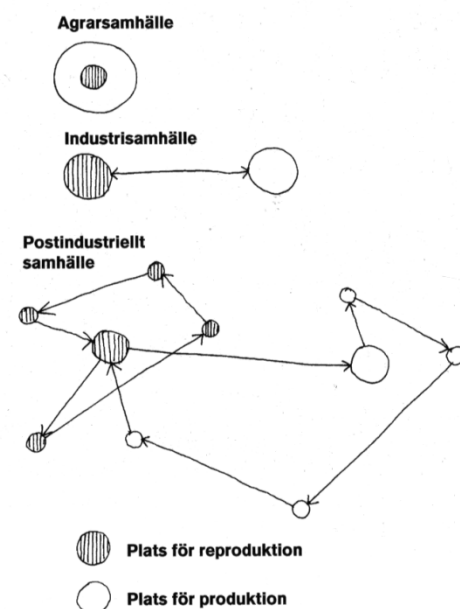 Agrarsamhälle
Industrisamhälle
Postindustriellt
samhälle
Plats för reproduktion
Plats för produktion